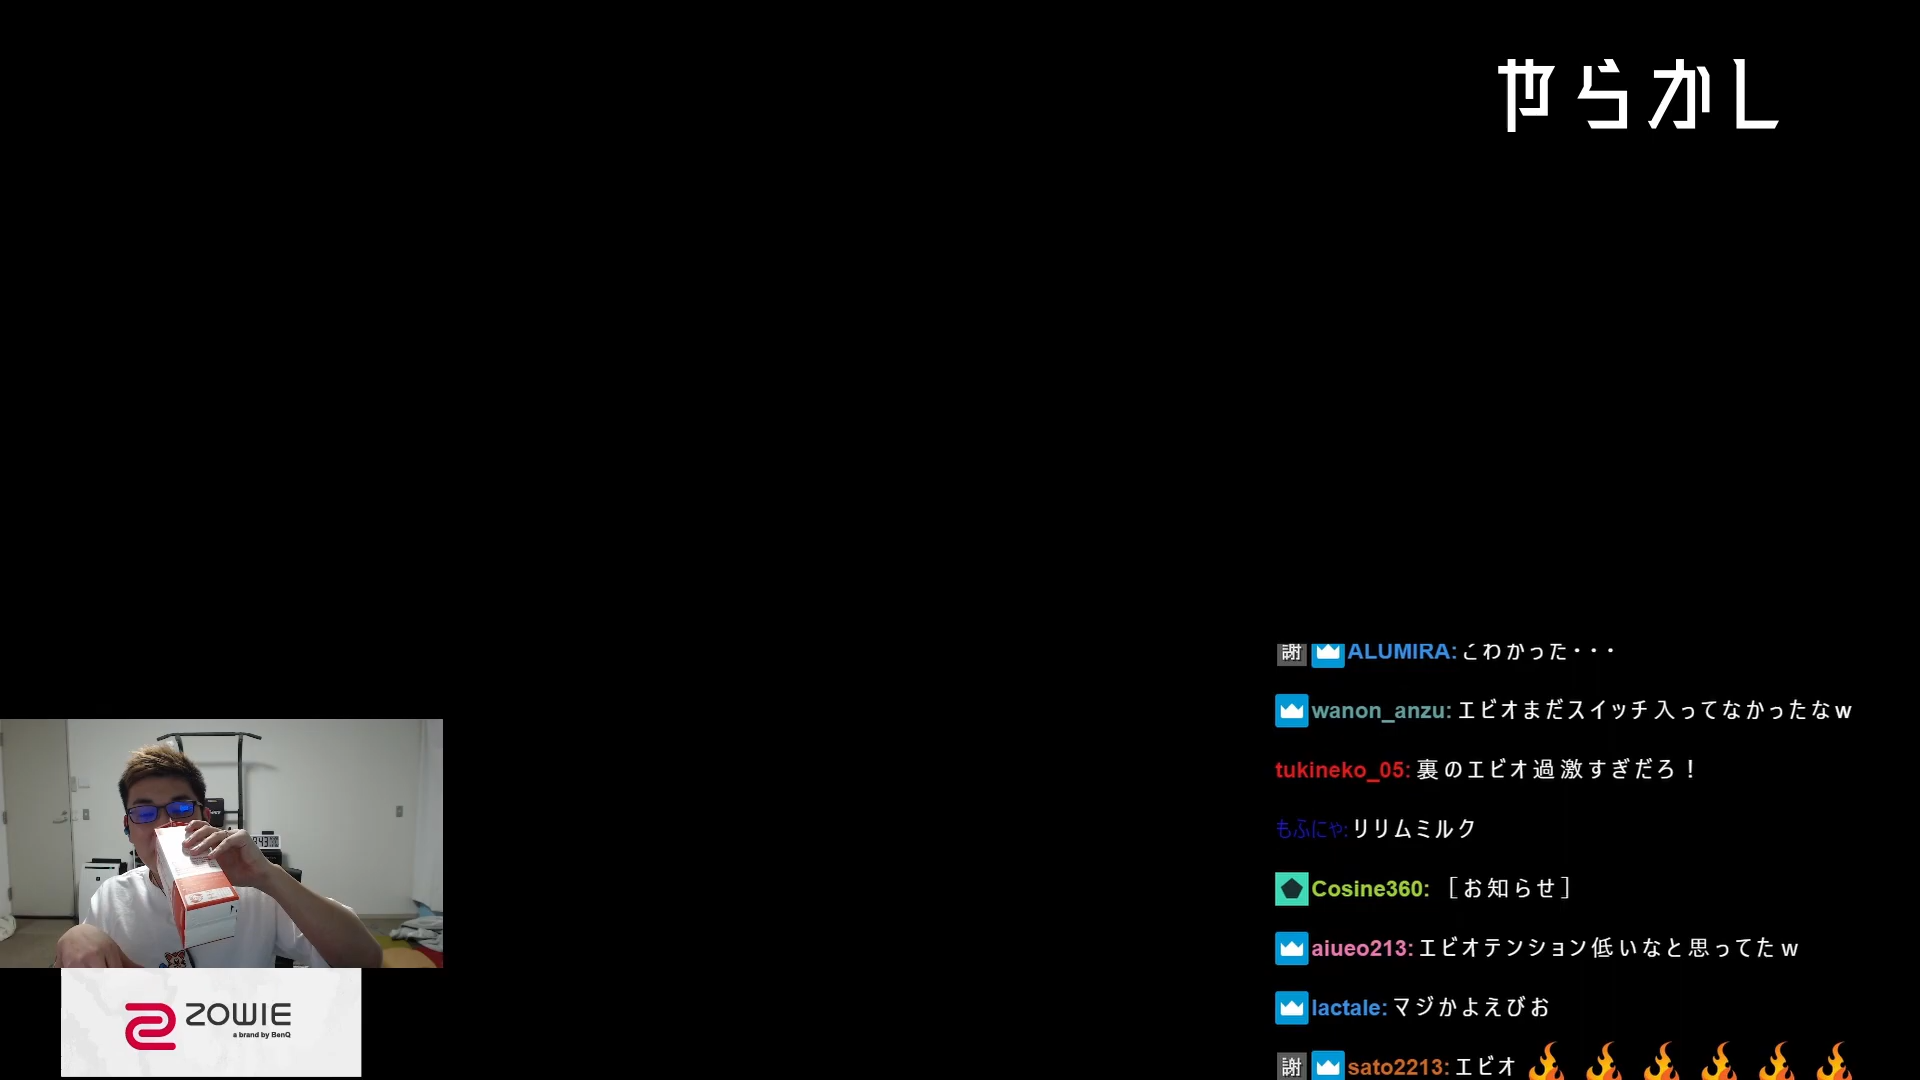 やらかし
謝 ALUMIRA:こわかった・・・
wanon_anzu:エビオまだスイッチ入ってなかったなw
tukineko_05:裏のエビオ過激すぎだろ！
もふにゃ:リリムミルク
Cosine360:［お知らせ］
aiueo213:エビオテンション低いなと思ってたｗ
lactale:マジかよえびお
謝 sato2213:エビオ🔥🔥🔥🔥🔥🔥
ZOWIE
a brand by BenQ